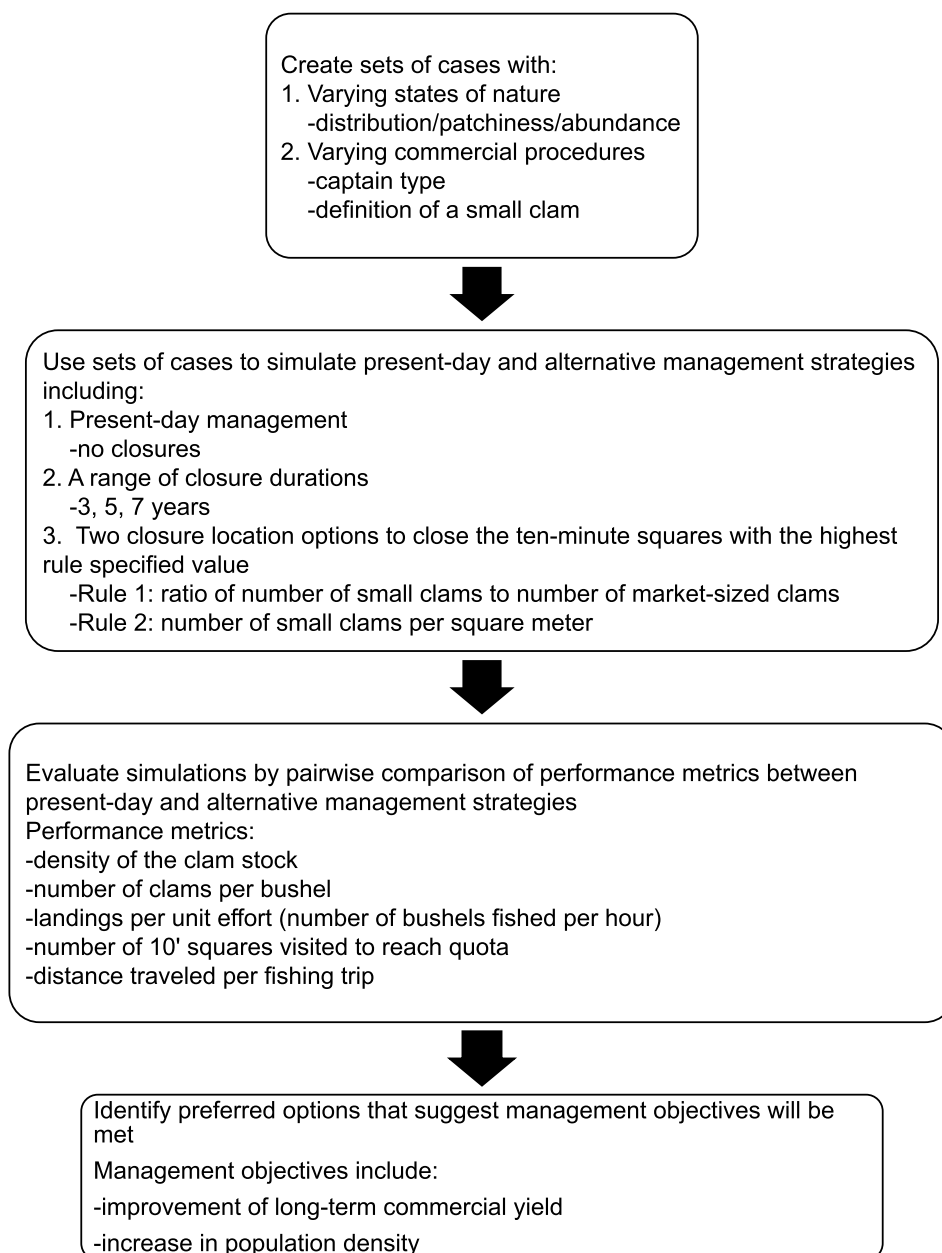 Create sets of cases with:
1. Varying states of nature
-distribution/patchiness/abundance
2. Varying commercial procedures
-captain type
-definition of a small clam
Use sets of cases to simulate present-day and alternative management strategies
including:
1. Present-day management
-no closures
2. A range of closure durations
-3, 5, 7 years
3.  Two closure location options to close the ten-minute squares with the highest
rule specified value
-Rule 1: ratio of number of small clams to number of market-sized clams
-Rule 2: number of small clams per square meter
Evaluate simulations by pairwise comparison of performance metrics between
present-day and alternative management strategies
Performance metrics:
-density of the clam stock
-number of clams per bushel
-landings per unit effort (number of bushels fished per hour)
-number of 10' squares visited to reach quota
-distance traveled per fishing trip
Identify preferred options that suggest management objectives will be
met
Management objectives include:
-improvement of long-term commercial yield
-increase in population density